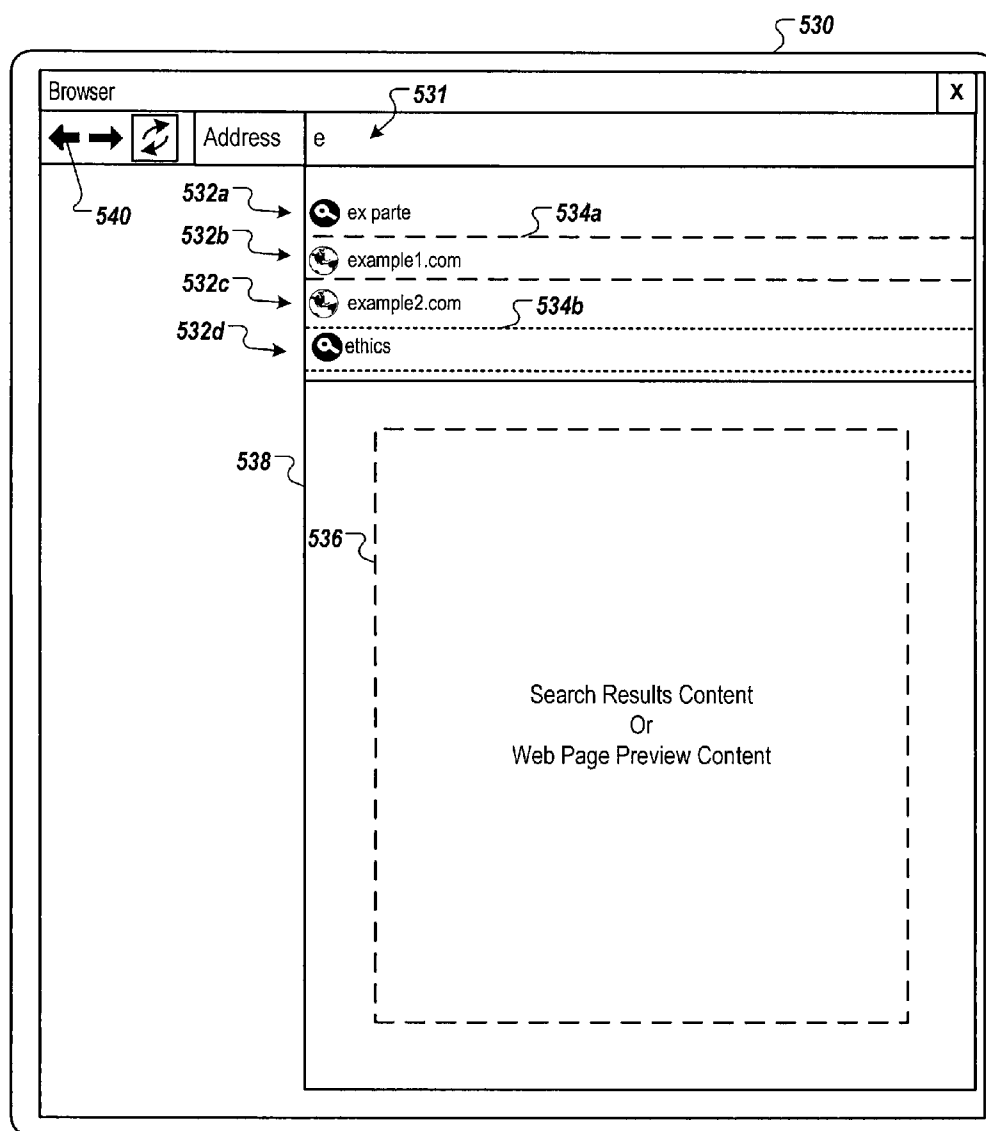 530
Browser
X
531
Address
e
540
532a
ex parte
534a
532b
example1.com
532c
example2.com
534b
532d
ethics
538
536
Search Results Content
Or
Web Page Preview Content